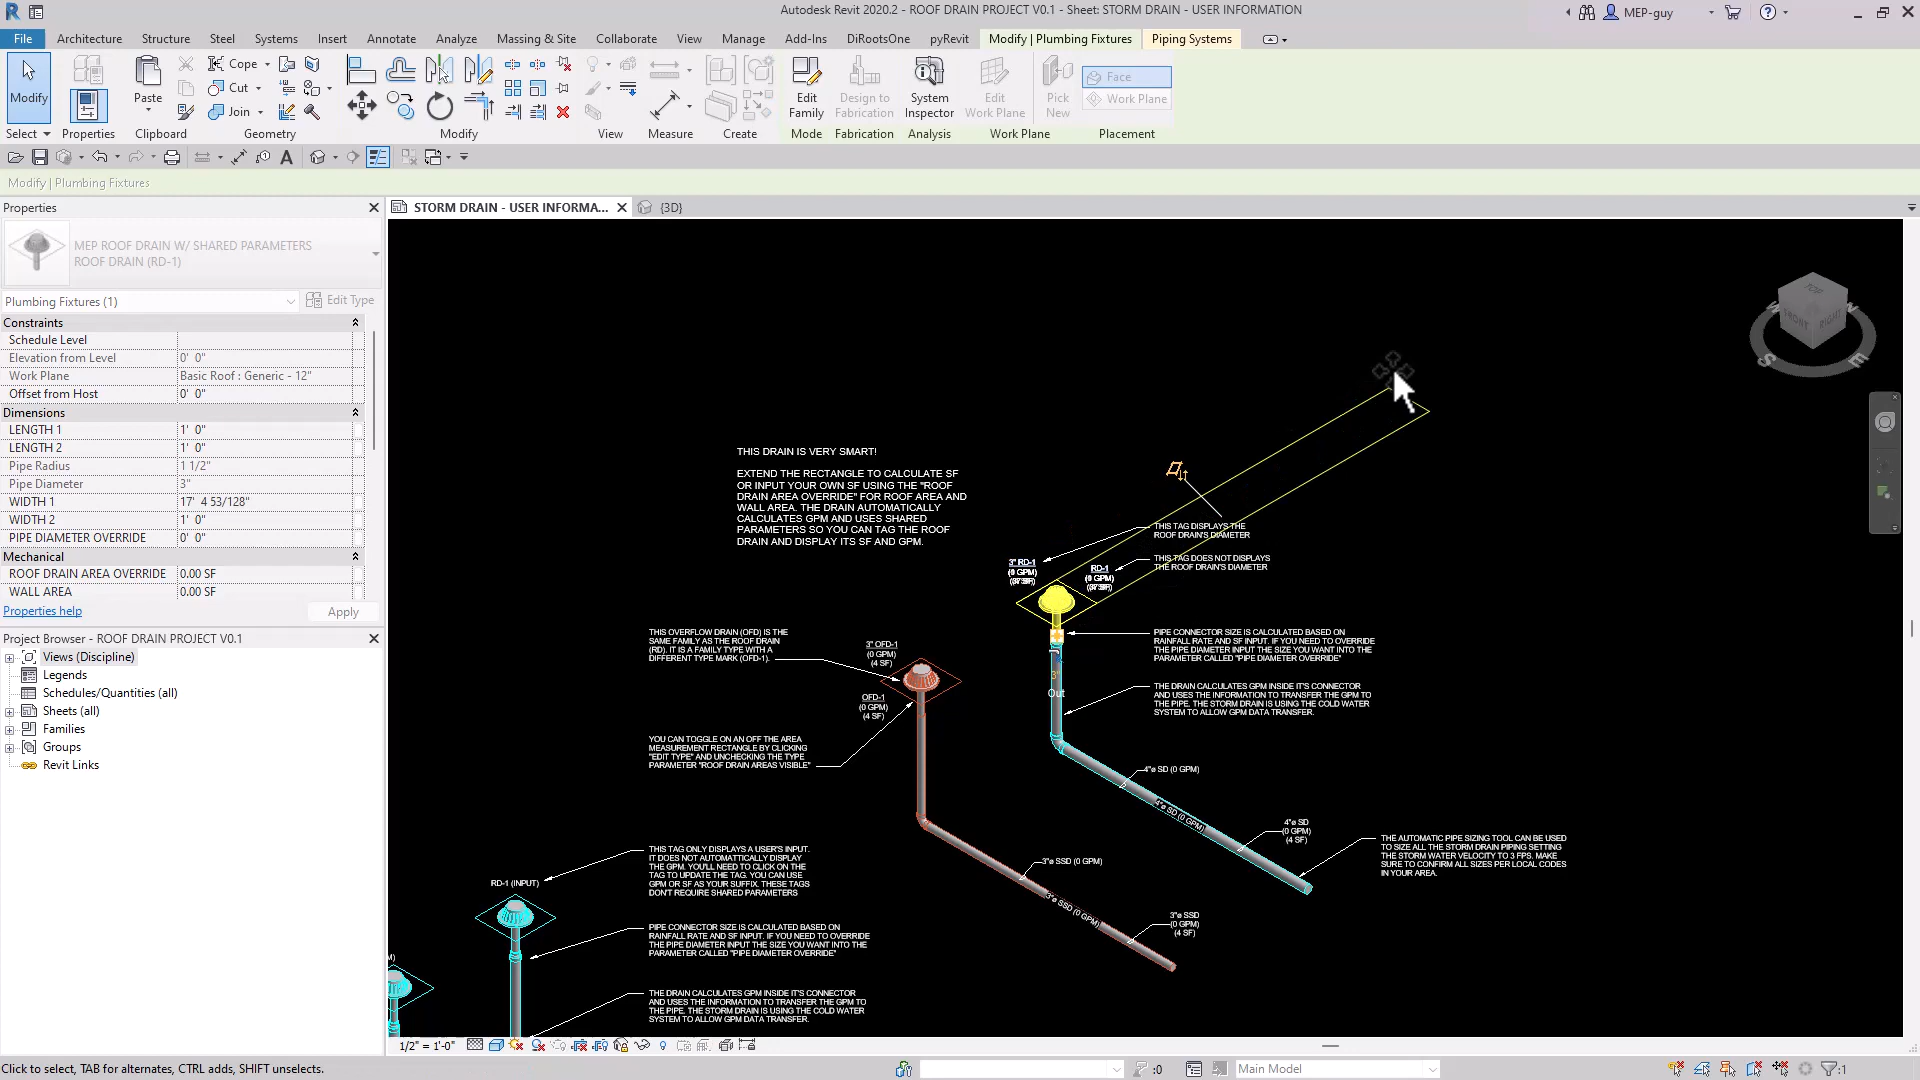 Autodesk Revit 2020.2 - ROOF DRAIN PROJECT V0.1 - Sheet: STORM DRAIN - USER INFORMATION
MEP-guy
File Architecture Structure Steel Systems Insert Annotate Analyze Massing & Site Collaborate View Manage Add-Ins DiRootsOne pyRevit Modify | Plumbing Fixtures Piping Systems
Modify
Paste
Cope
Cut
Join
Edit Family
Design to Fabrication
System Inspector
Edit Work Plane
Pick New
Face
Work Plane
Select Properties Clipboard Geometry Modify View Measure Create Mode Fabrication Analysis Work Plane Placement
Modify | Plumbing Fixtures
Properties
MEP ROOF DRAIN W/ SHARED PARAMETERS
ROOF DRAIN (RD-1)
Plumbing Fixtures (1) Edit Type
Constraints
Schedule Level
Elevation from Level 0' 0"
Work Plane Basic Roof : Generic - 12"
Offset from Host 0' 0"
Dimensions
LENGTH 1 1' 0"
LENGTH 2 1' 0"
Pipe Radius 1 1/2"
Pipe Diameter 3"
WIDTH 1 17' 4 53/128"
WIDTH 2 1' 0"
PIPE DIAMETER OVERRIDE 0' 0"
Mechanical
ROOF DRAIN AREA OVERRIDE 0.00 SF
WALL AREA 0.00 SF
Properties help Apply
Project Browser - ROOF DRAIN PROJECT V0.1
Views (Discipline)
Legends
Schedules/Quantities (all)
Sheets (all)
Families
Groups
Revit Links
STORM DRAIN - USER INFORMA... {3D}
TOP
FRONT
RIGHT
W
N
S
E
THIS DRAIN IS VERY SMART!
EXTEND THE RECTANGLE TO CALCULATE SF
OR INPUT YOUR OWN SF USING THE "ROOF
DRAIN AREA OVERRIDE" FOR ROOF AREA AND
WALL AREA. THE DRAIN AUTOMATICALLY
CALCULATES GPM AND USES SHARED
PARAMETERS SO YOU CAN TAG THE ROOF
DRAIN AND DISPLAY ITS SF AND GPM.
THIS TAG DISPLAYS THE
ROOF DRAIN'S DIAMETER
THIS TAG DOES NOT DISPLAYS
THE ROOF DRAIN'S DIAMETER
3" RD-1
(0 GPM)
RD-1
(0 GPM)
PIPE CONNECTOR SIZE IS CALCULATED BASED ON
RAINFALL RATE AND SF INPUT. IF YOU NEED TO OVERRIDE
THE PIPE DIAMETER INPUT THE SIZE YOU WANT INTO THE
PARAMETER CALLED "PIPE DIAMETER OVERRIDE"
3"
Out
THE DRAIN CALCULATES GPM INSIDE IT'S CONNECTOR
AND USES THE INFORMATION TO TRANSFER THE GPM TO
THE PIPE. THE STORM DRAIN IS USING THE COLD WATER
SYSTEM TO ALLOW GPM DATA TRANSFER.
THIS OVERFLOW DRAIN (OFD) IS THE
SAME FAMILY AS THE ROOF DRAIN
(RD). IT IS A FAMILY TYPE WITH A
DIFFERENT TYPE MARK (OFD-1).
3" OFD-1
(0 GPM)
(4 SF)
OFD-1
(0 GPM)
(4 SF)
YOU CAN TOGGLE ON AN OFF THE AREA
MEASUREMENT RECTANGLE BY CLICKING
"EDIT TYPE" AND UNCHECKING THE TYPE
PARAMETER "ROOF DRAIN AREAS VISIBLE"
4"ø SD (0 GPM)
4"ø SD (0 GPM)
4"ø SD
(0 GPM)
(4 SF)
THE AUTOMATIC PIPE SIZING TOOL CAN BE USED
TO SIZE ALL THE STORM DRAIN PIPING SETTING
THE STORM WATER VELOCITY TO 3 FPS. MAKE
SURE TO CONFIRM ALL SIZES PER LOCAL CODES
IN YOUR AREA.
3"ø SSD (0 GPM)
3"ø SSD (0 GPM)
3"ø SSD
(0 GPM)
(4 SF)
THIS TAG ONLY DISPLAYS A USER'S INPUT.
IT DOES NOT AUTOMATTICALLY DISPLAY
THE GPM. YOU'LL NEED TO CLICK ON THE
TAG TO UPDATE THE TAG. YOU CAN USE
GPM OR SF AS YOUR SUFFIX. THESE TAGS
DON'T REQUIRE SHARED PARAMETERS
RD-1 (INPUT)
PIPE CONNECTOR SIZE IS CALCULATED BASED ON
RAINFALL RATE AND SF INPUT. IF YOU NEED TO OVERRIDE
THE PIPE DIAMETER INPUT THE SIZE YOU WANT INTO THE
PARAMETER CALLED "PIPE DIAMETER OVERRIDE"
M)
THE DRAIN CALCULATES GPM INSIDE IT'S CONNECTOR
AND USES THE INFORMATION TO TRANSFER THE GPM TO
THE PIPE. THE STORM DRAIN IS USING THE COLD WATER
SYSTEM TO ALLOW GPM DATA TRANSFER.
1/2" = 1'-0"
Click to select, TAB for alternates, CTRL adds, SHIFT unselects.
:0
Main Model
:1